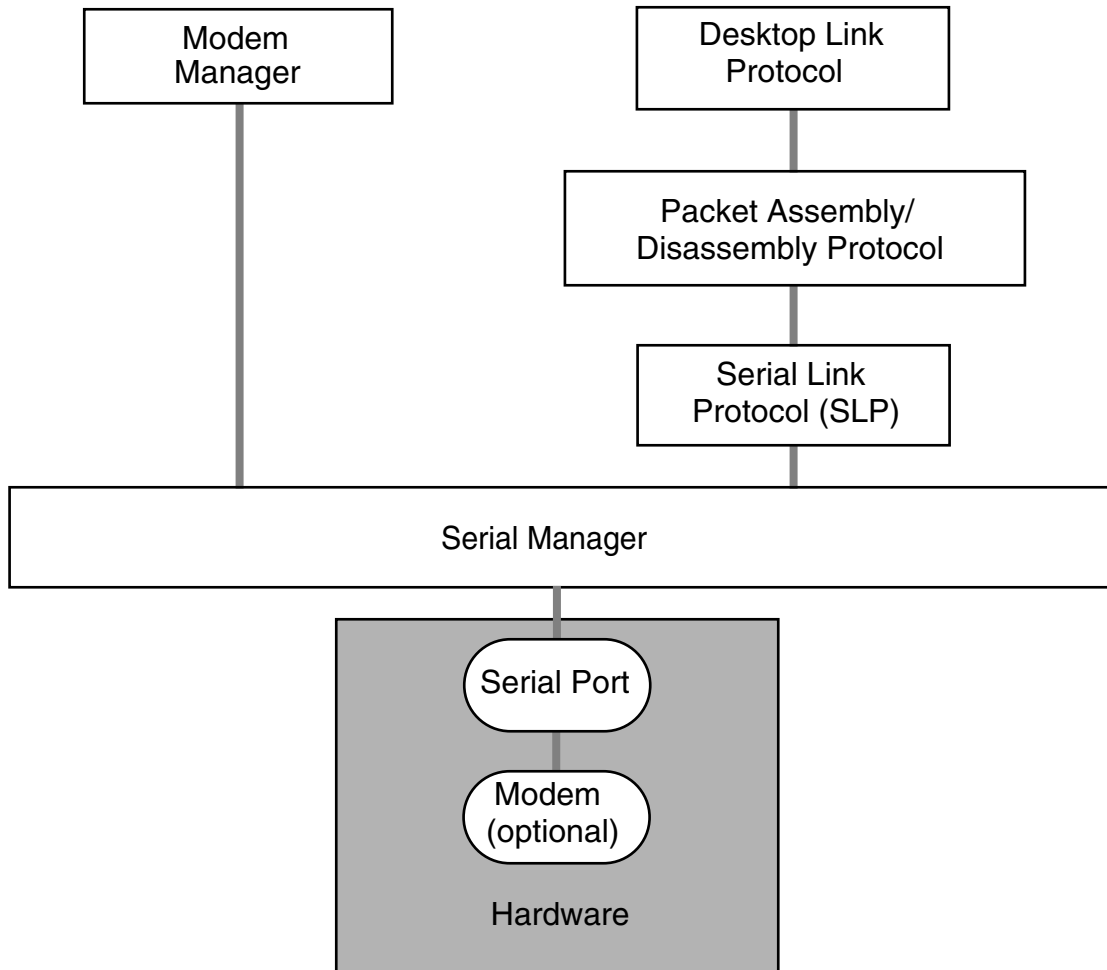 Modem
Manager
Desktop Link
Protocol
Packet Assembly/
Disassembly Protocol
Serial Link
Protocol (SLP)
Serial Manager
Serial Port
Modem
(optional)
Hardware